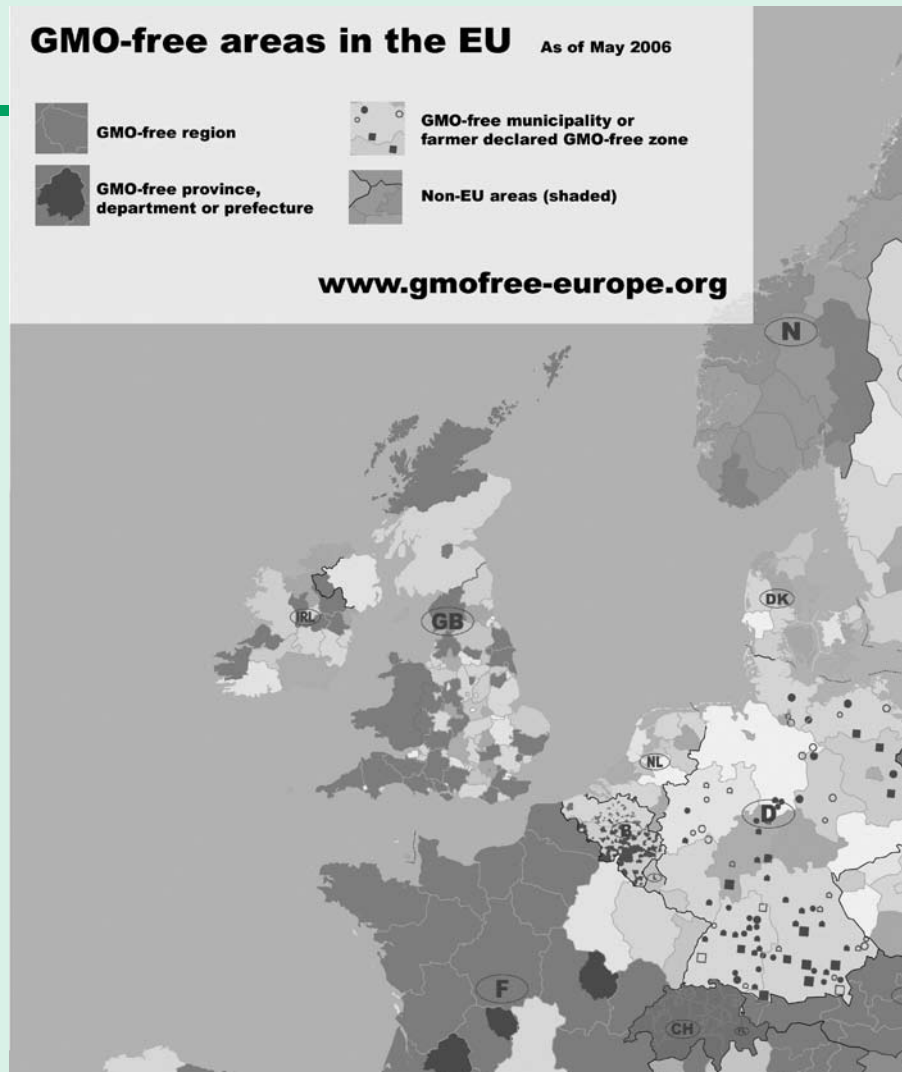 GMO-free areas in the EU As of May 2006
GMO-free region
GMO-free municipality or
farmer declared GMO-free zone
GMO-free province,
department or prefecture
Non-EU areas (shaded)
www.gmofree-europe.org
N
DK
IRL
GB
NL
D
B
L
F
CH
FL